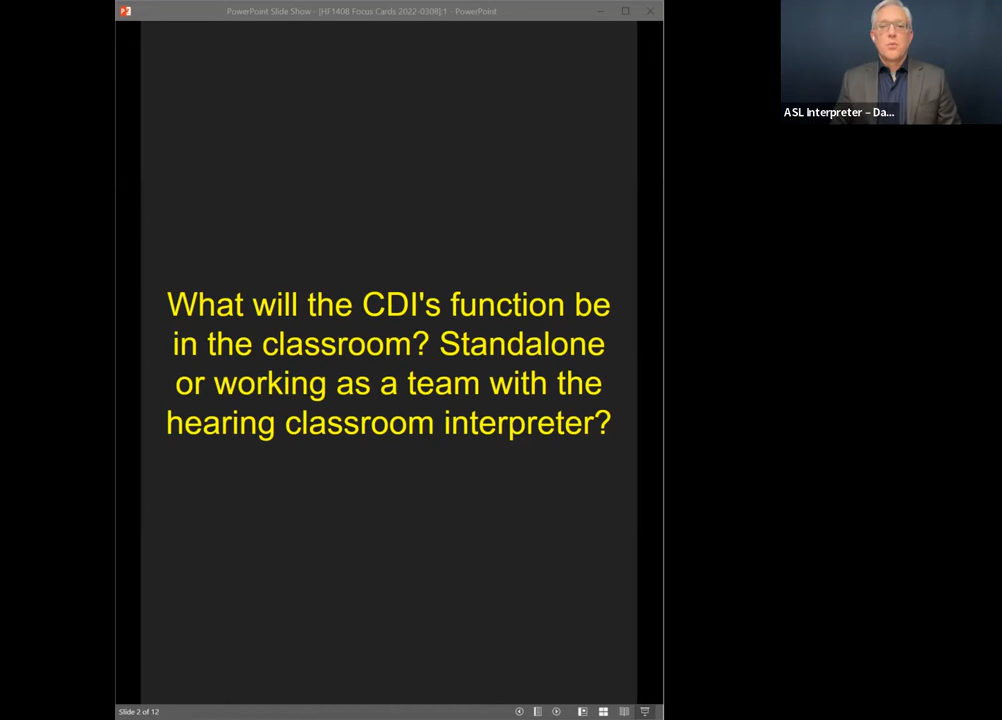 PowerPoint Slide Show - [HF1408 Focus Cards 2022-0308]:1 - PowerPoint
ASL Interpreter – Da...
What will the CDI's function be
in the classroom? Standalone
or working as a team with the
hearing classroom interpreter?
Slide 2 of 12